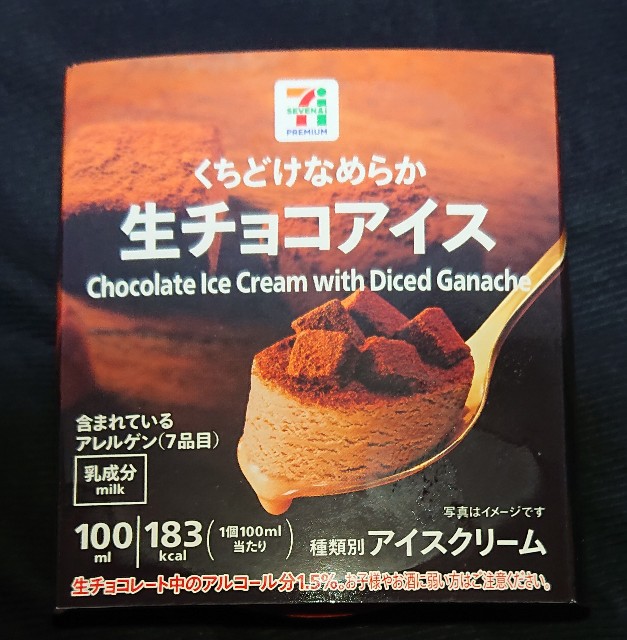 SEVEN&i
PREMIUM
くちどけなめらか
生チョコアイス
Chocolate Ice Cream with Diced Ganache
含まれている
アレルゲン(7品目)
乳成分
milk
写真はイメージです
100ml 183kcal (1個100ml当たり) 種類別 アイスクリーム
生チョコレート中のアルコール分1.5%。お子様やお酒に弱い方はご注意ください。